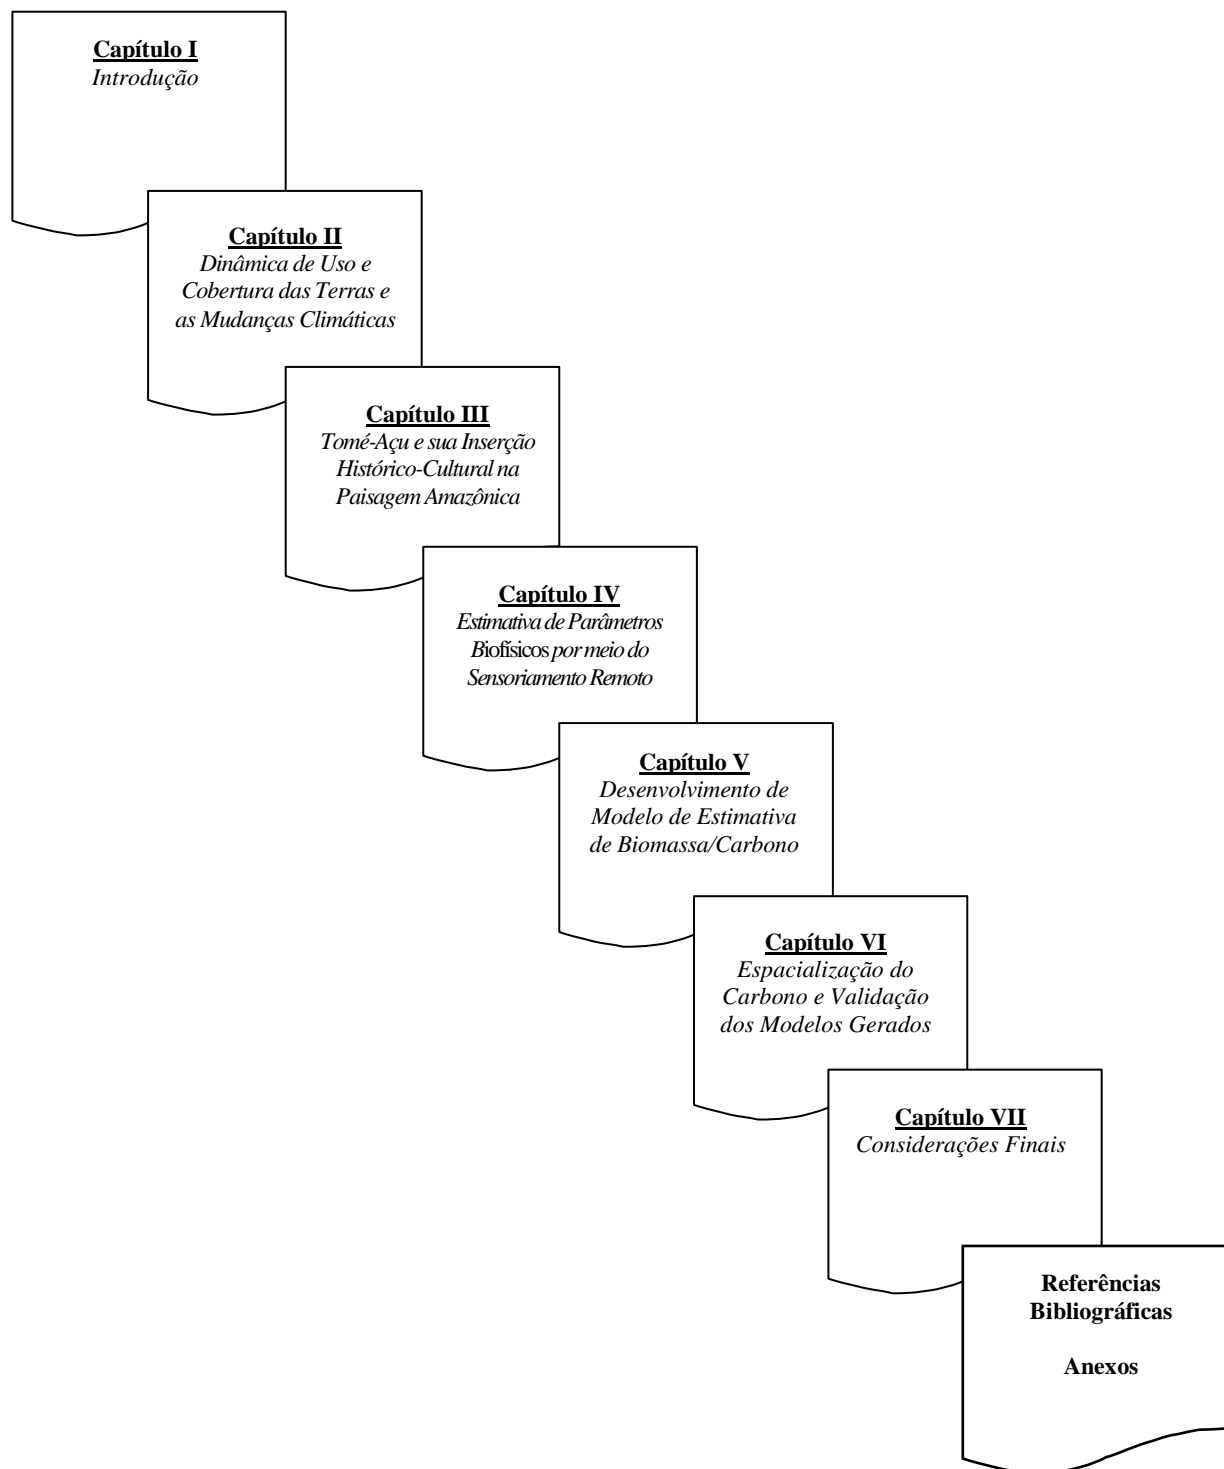 Capítulo I
Introdução
Capítulo II
Dinâmica de Uso e
Cobertura das Terras e
as Mudanças Climáticas
Capítulo III
Tomé-Açu e sua Inserção
Histórico-Cultural na
Paisagem Amazônica
Capítulo IV
Estimativa de Parâmetros
Biofísicos por meio do
Sensoriamento Remoto
Capítulo V
Desenvolvimento de
Modelo de Estimativa
de Biomassa/Carbono
Capítulo VI
Espacialização do
Carbono e Validação
dos Modelos Gerados
Capítulo VII
Considerações Finais
Referências
Bibliográficas
Anexos